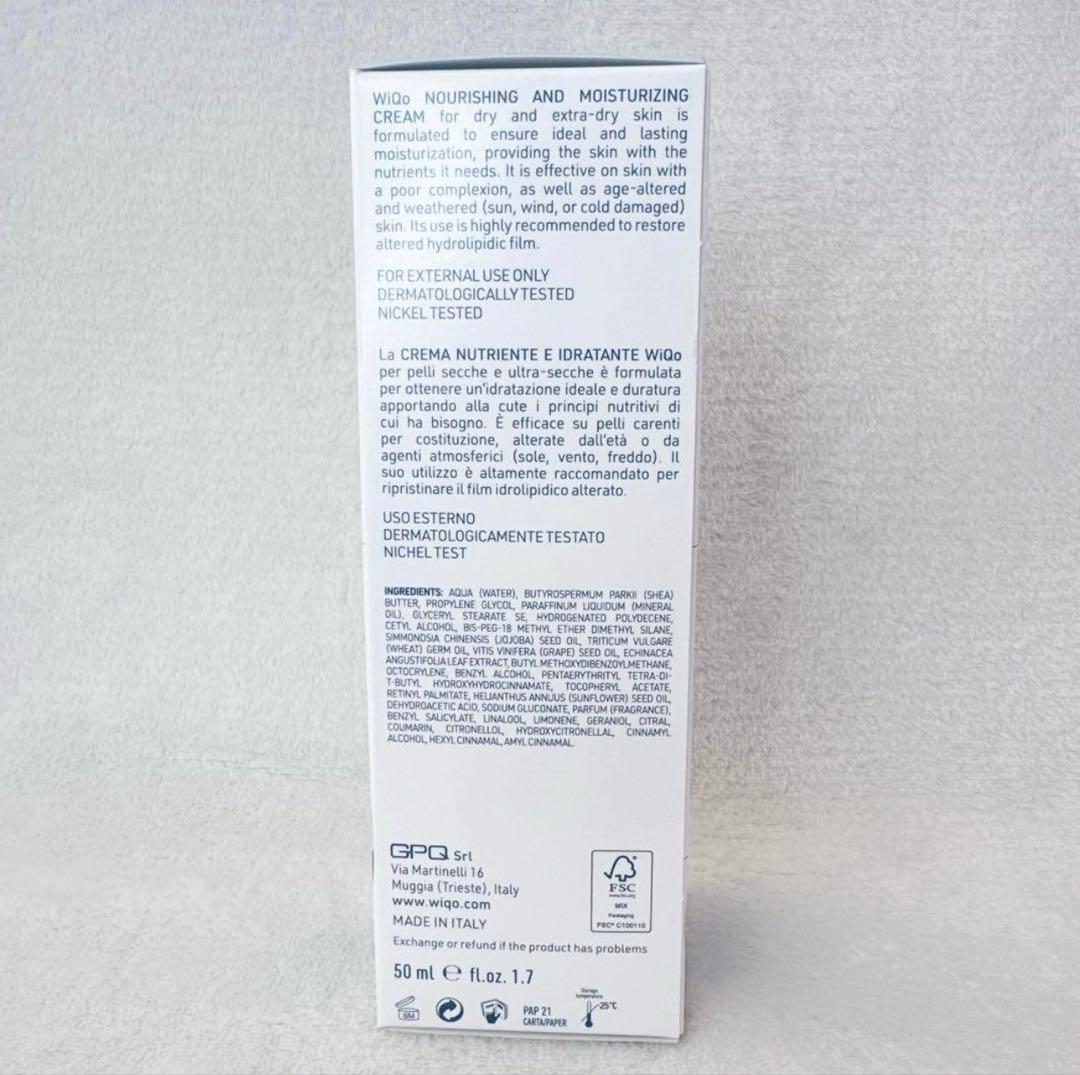 WiQo NOURISHING AND MOISTURIZING
CREAM for dry and extra-dry skin is
formulated to ensure ideal and lasting
moisturization, providing the skin with the
nutrients it needs. It is effective on skin with
a poor complexion, as well as age-altered
and weathered (sun, wind, or cold damaged)
skin. Its use is highly recommended to restore
altered hydrolipidic film.
FOR EXTERNAL USE ONLY
DERMATOLOGICALLY TESTED
NICKEL TESTED
La CREMA NUTRIENTE E IDRATANTE WiQo
per pelli secche e ultra-secche è formulata
per ottenere un'idratazione ideale e duratura
apportando alla cute i principi nutritivi di
cui ha bisogno. È efficace su pelli carenti
per costituzione, alterate dall'età o da
agenti atmosferici (sole, vento, freddo). Il
suo utilizzo è altamente raccomandato per
ripristinare il film idrolipidico alterato.
USO ESTERNO
DERMATOLOGICAMENTE TESTATO
NICHEL TEST
INGREDIENTS: AQUA (WATER), BUTYROSPERMUM PARKII (SHEA)
BUTTER, PROPYLENE GLYCOL, PARAFFINUM LIQUIDUM (MINERAL
OIL), GLYCERYL STEARATE SE, HYDROGENATED POLYDECENE,
CETYL ALCOHOL, BIS-PEG-18 METHYL ETHER DIMETHYL SILANE,
SIMMONDSIA CHINENSIS (JOJOBA) SEED OIL, TRITICUM VULGARE
(WHEAT) GERM OIL, VITIS VINIFERA (GRAPE) SEED OIL, ECHINACEA
ANGUSTIFOLIA LEAF EXTRACT, BUTYL METHOXYDIBENZOYLMETHANE,
OCTOCRYLENE, BENZYL ALCOHOL, PENTAERYTHRITYL TETRA-DI-
T-BUTYL HYDROXYHYDROCINNAMATE, TOCOPHERYL ACETATE,
RETINYL PALMITATE, HELIANTHUS ANNUUS (SUNFLOWER) SEED OIL,
DEHYDROACETIC ACID, SODIUM GLUCONATE, PARFUM (FRAGRANCE),
BENZYL SALICYLATE, LINALOOL, LIMONENE, GERANIOL, CITRAL,
COUMARIN, CITRONELLOL, HYDROXYCITRONELLAL, CINNAMYL
ALCOHOL, HEXYL CINNAMAL, AMYL CINNAMAL.
GPQ Srl
Via Martinelli 16
Muggia (Trieste), Italy
www.wiqo.com
MADE IN ITALY
FSC
www.fsc.org
MIX
Packaging
FSC® C100110
Exchange or refund if the product has problems
50 ml ℮ fl.oz. 1.7
6M
PAP 21
CARTA/PAPER
Storage
temperature
25°C